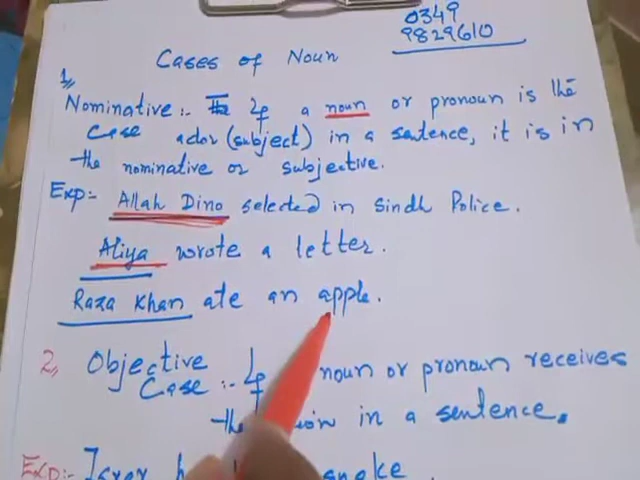 0349
9829610
Cases of Noun
1,,
Nominative :- If a noun or pronoun is the
Case actor (subject) in a sentence, it is in
the nominative or subjective.
Exp:- Allah Dino selected in Sindh Police.
Aliya wrote a letter.
Raza Khan ate an apple.
2, Objective If noun or pronoun receives
Case :-
the in a sentence.
Exp:- snake.